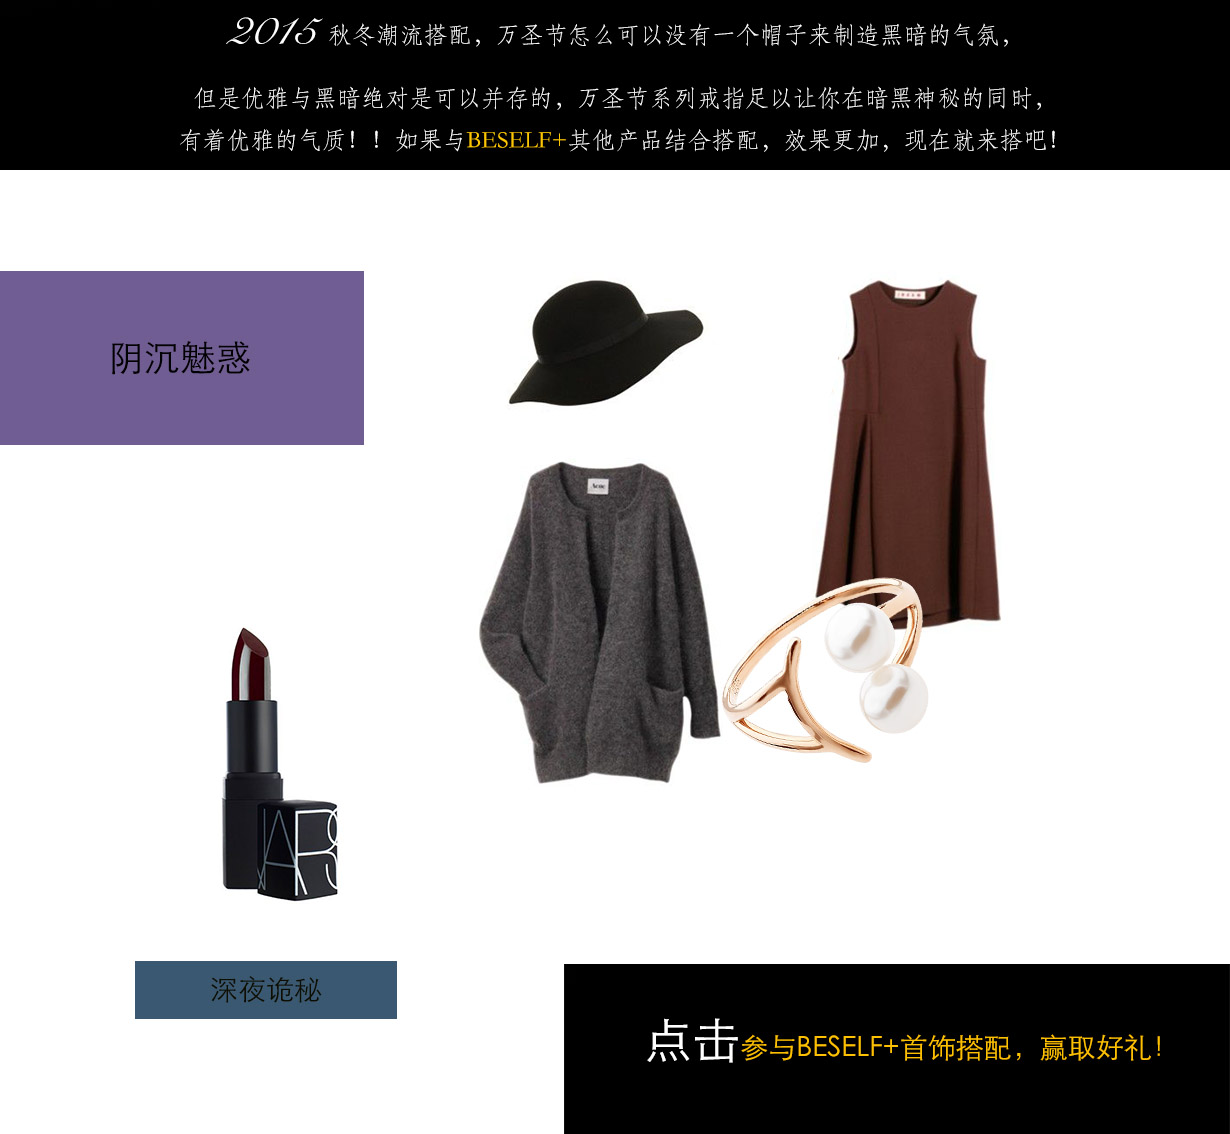 2015 秋冬潮流搭配，万圣节怎么可以没有一个帽子来制造黑暗的气氛，
但是优雅与黑暗绝对是可以并存的，万圣节系列戒指足以让你在暗黑神秘的同时，
有着优雅的气质！！如果与BESELF+其他产品结合搭配，效果更加，现在就来搭吧！
阴沉魅惑
Acne
NARS
深夜诡秘
点击参与BESELF+首饰搭配，赢取好礼！